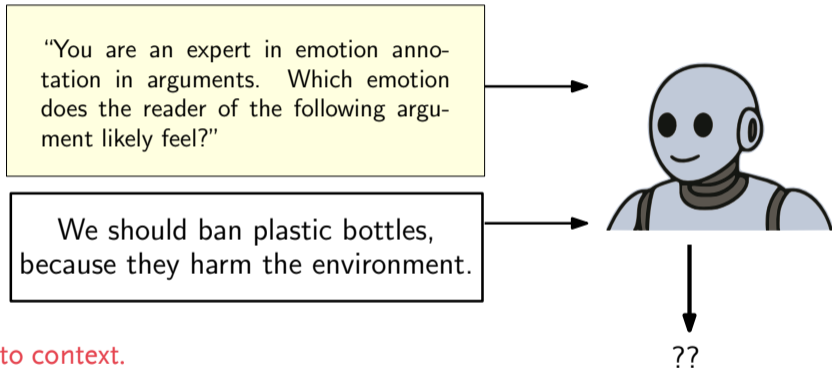 “You are an expert in emotion anno-
tation in arguments. Which emotion
does the reader of the following argu-
ment likely feel?”
We should ban plastic bottles,
because they harm the environment.
to context.
??